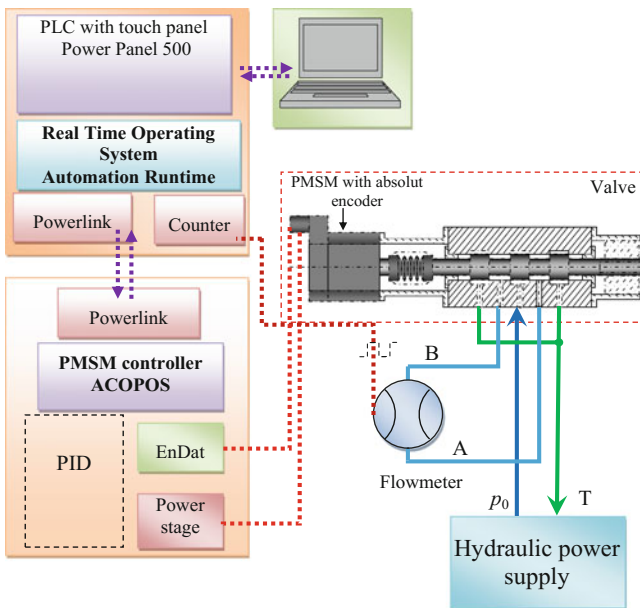 PLC with touch panel
Power Panel 500
Real Time Operating
System
Automation Runtime
Powerlink
Counter
PMSM with absolut
encoder
Valve
Powerlink
PMSM controller
ACOPOS
PID
EnDat
Power
stage
B
A
Flowmeter
p₀
T
Hydraulic power
supply